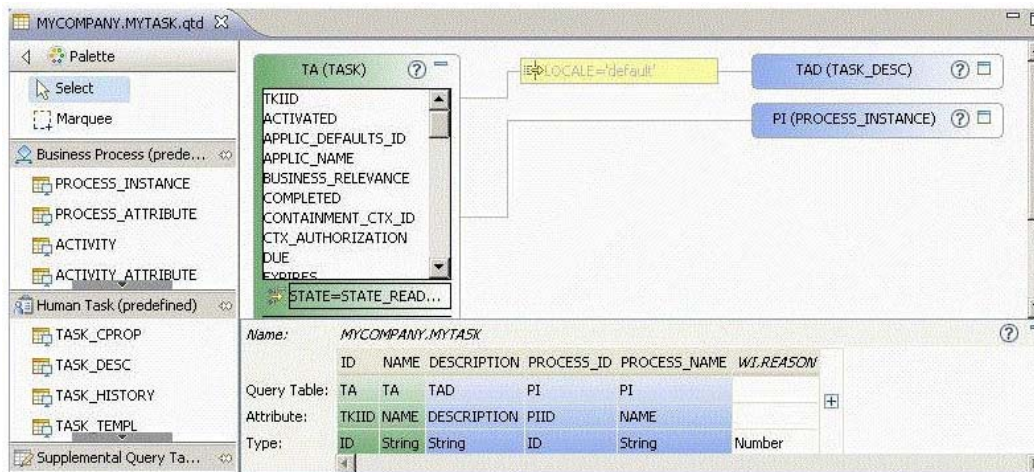 MYCOMPANY.MYTASK.qtd
Palette
Select
Marquee
Business Process (prede...
PROCESS_INSTANCE
PROCESS_ATTRIBUTE
ACTIVITY
ACTIVITY_ATTRIBUTE
Human Task (predefined)
TASK_CPROP
TASK_DESC
TASK_HISTORY
TASK_TEMPL
Supplemental Query Ta...
TA (TASK)
TKIID
ACTIVATED
APPLIC_DEFAULTS_ID
APPLIC_NAME
BUSINESS_RELEVANCE
COMPLETED
CONTAINMENT_CTX_ID
CTX_AUTHORIZATION
DUE
EXPIRES
STATE=STATE_READ...
LOCALE='default'
TAD (TASK_DESC)
PI (PROCESS_INSTANCE)
Name: MYCOMPANY.MYTASK
ID NAME DESCRIPTION PROCESS_ID PROCESS_NAME WI.REASON
Query Table: TA TA TAD PI PI
Attribute: TKIID NAME DESCRIPTION PIID NAME
Type: ID String String ID String Number